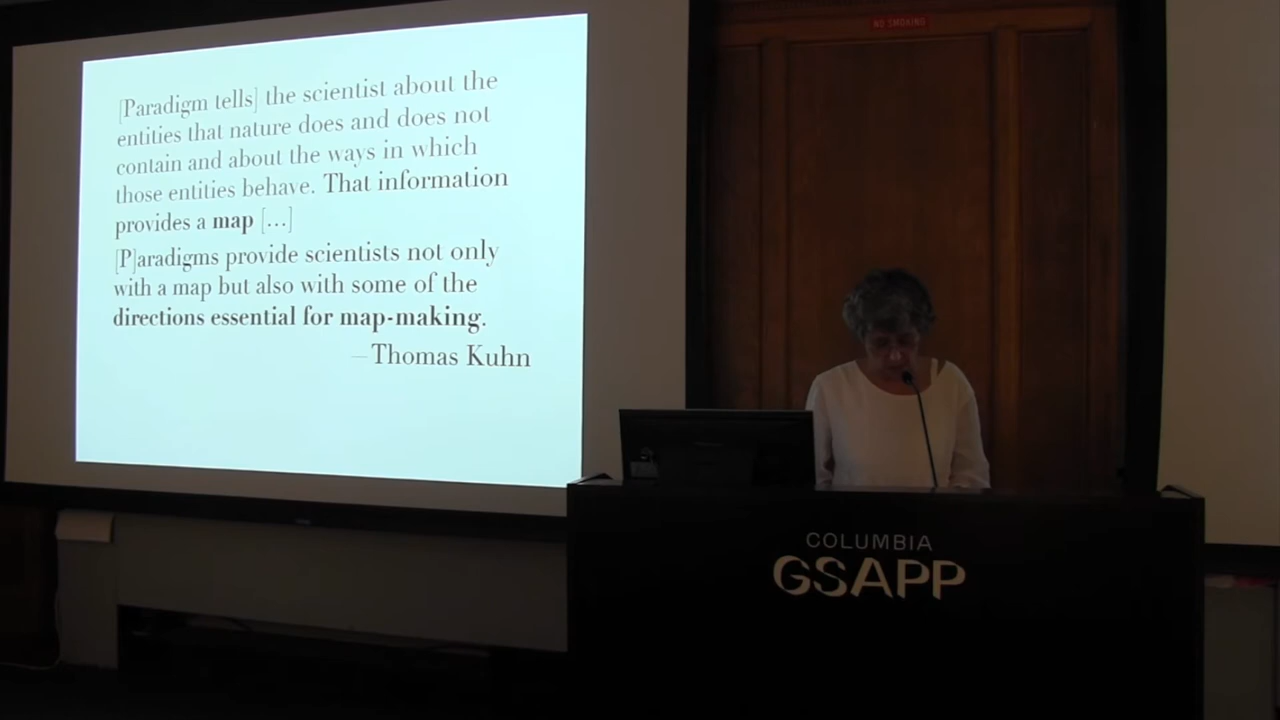 [Paradigm tells] the scientist about the
entities that nature does and does not
contain and about the ways in which
those entities behave. That information
provides a map [...]
[P]aradigms provide scientists not only
with a map but also with some of the
directions essential for map-making.
—Thomas Kuhn
NO SMOKING
COLUMBIA
GSAPP